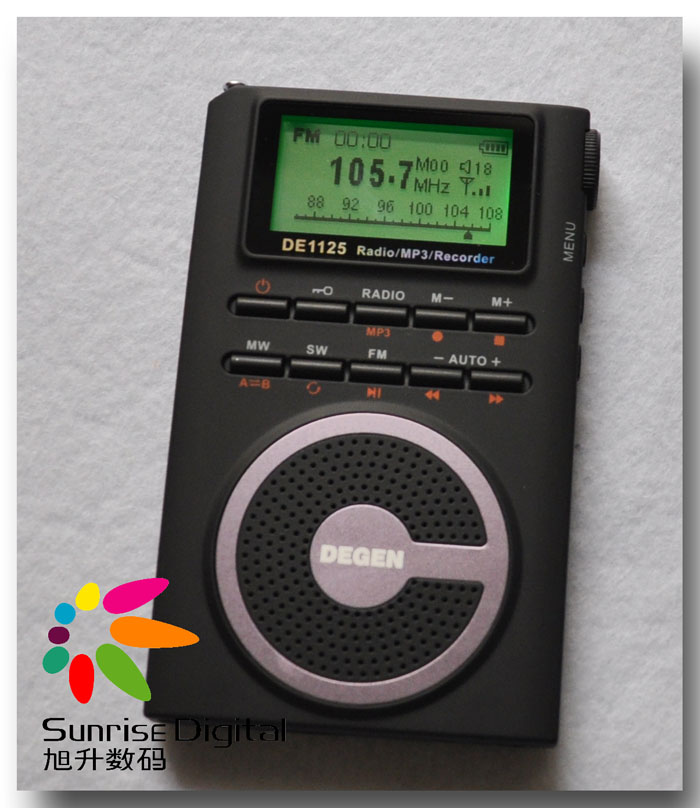 FM 00:00
105.7 M00 18
MHz
88 92 96 100 104 108
DE1125 Radio/MP3/Recorder
MENU
RADIO M− M+
MP3
MW SW FM − AUTO +
A=B
DEGEN
Sunrise Digital
旭升数码